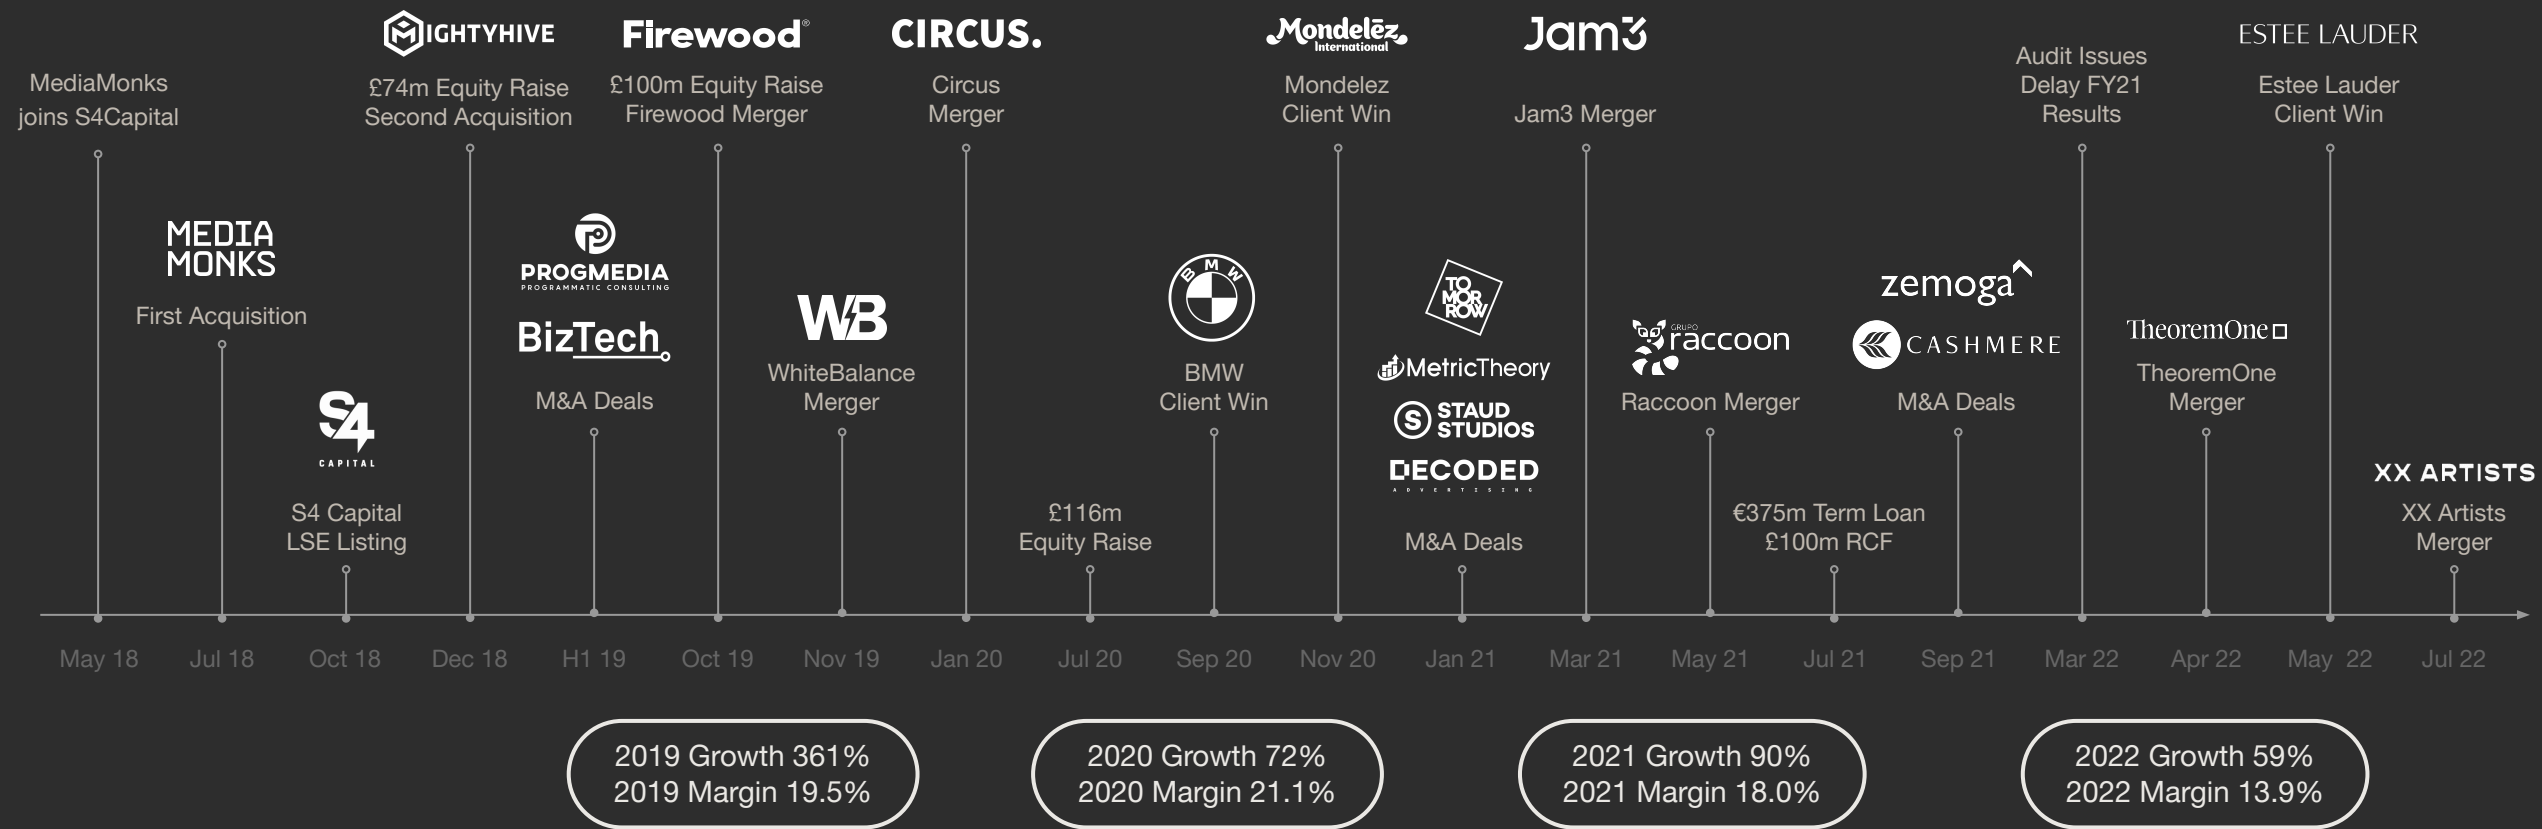 MIGHTYHIVE
Firewood®
CIRCUS.
Mondelēz
International
Jam3
ESTEE LAUDER
MediaMonks
joins S4Capital
£74m Equity Raise
Second Acquisition
£100m Equity Raise
Firewood Merger
Circus
Merger
Mondelez
Client Win
Jam3 Merger
Audit Issues
Delay FY21
Results
Estee Lauder
Client Win
MEDIA
MONKS
First Acquisition
S4
CAPITAL
S4 Capital
LSE Listing
PROGMEDIA
PROGRAMMATIC CONSULTING
BizTech
M&A Deals
WB
WhiteBalance
Merger
£116m
Equity Raise
BMW
BMW
Client Win
TO
MOR
ROW
MetricTheory
S STAUD
STUDIOS
DECODED
ADVERTISING
M&A Deals
GRUPO
raccoon
Raccoon Merger
€375m Term Loan
£100m RCF
zemoga
CASHMERE
M&A Deals
TheoremOne
TheoremOne
Merger
XX ARTISTS
XX Artists
Merger
May 18
Jul 18
Oct 18
Dec 18
H1 19
Oct 19
Nov 19
Jan 20
Jul 20
Sep 20
Nov 20
Jan 21
Mar 21
May 21
Jul 21
Sep 21
Mar 22
Apr 22
May 22
Jul 22
2019 Growth 361%
2019 Margin 19.5%
2020 Growth 72%
2020 Margin 21.1%
2021 Growth 90%
2021 Margin 18.0%
2022 Growth 59%
2022 Margin 13.9%